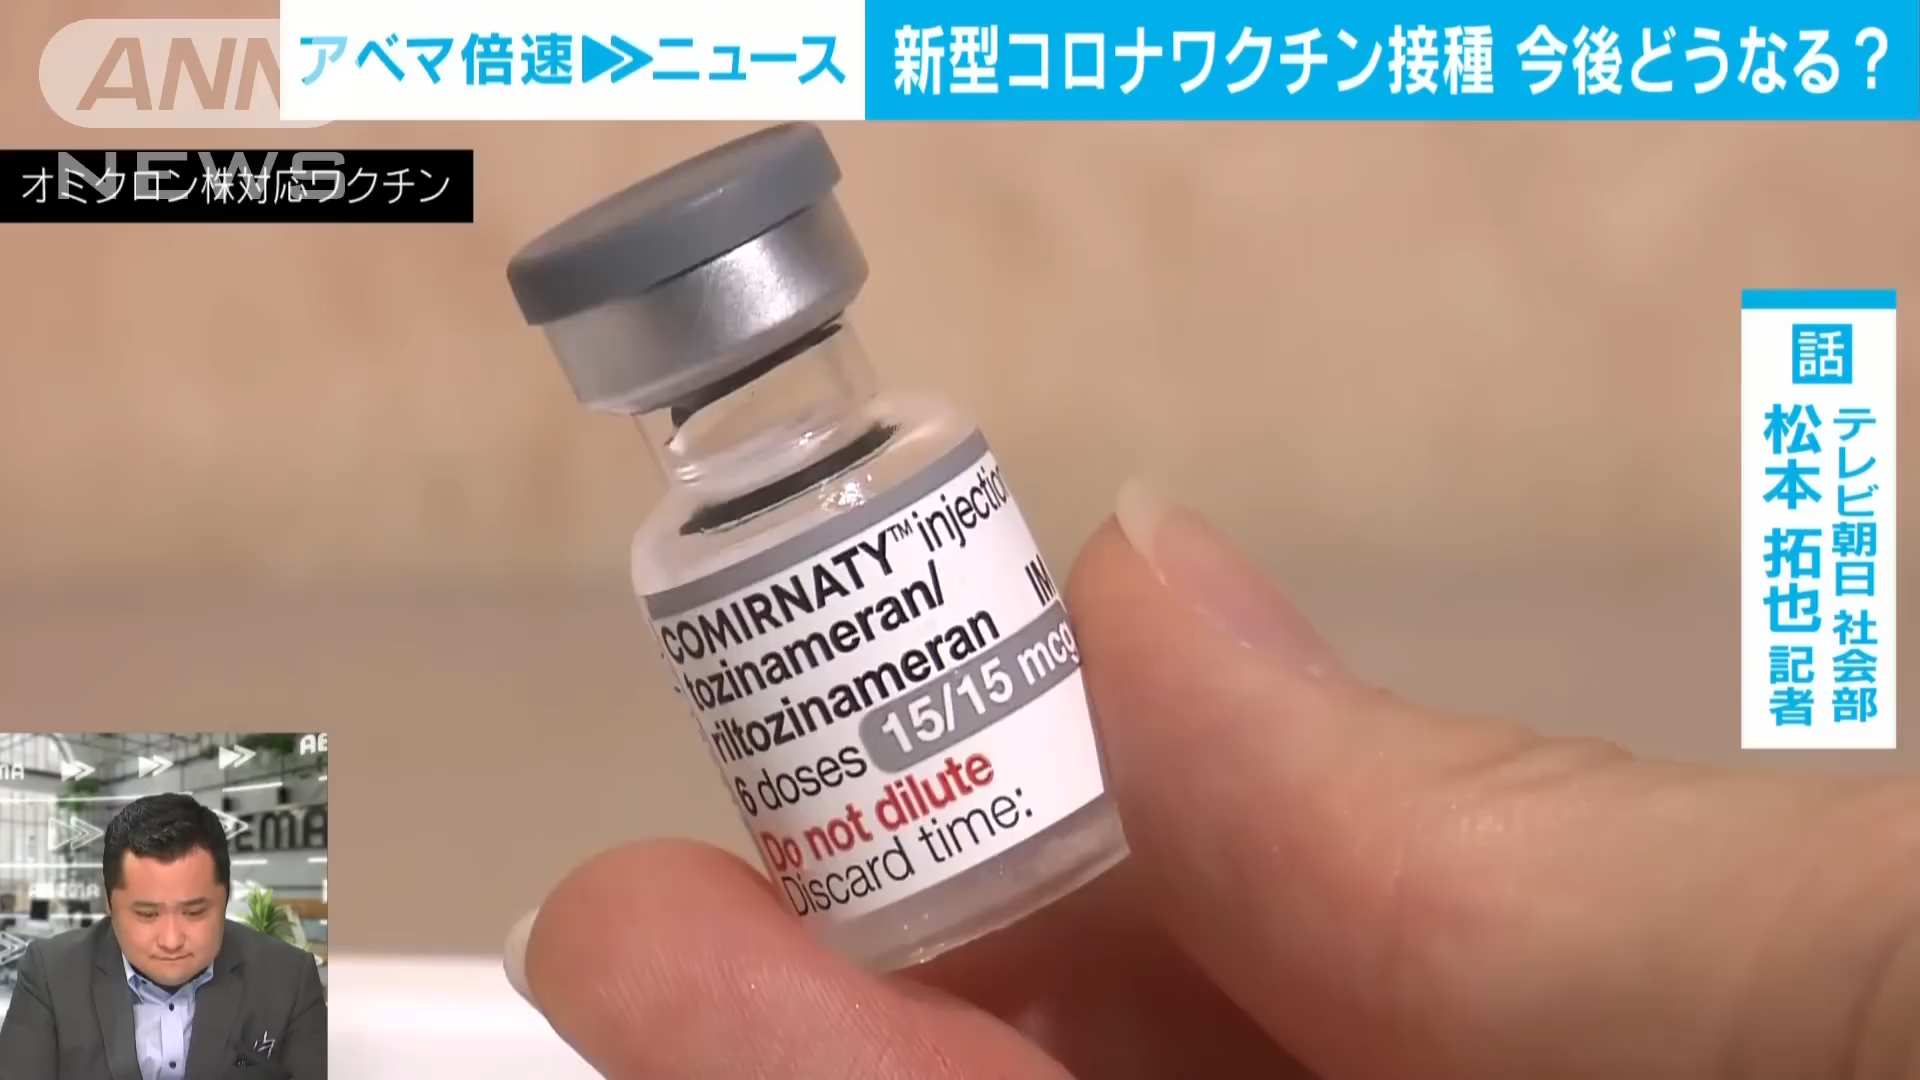 ANN
NEWS
アベマ倍速▶≫ニュース
新型コロナワクチン接種 今後どうなる？
オミクロン株対応ワクチン
話
テレビ朝日 社会部
松本 拓也 記者
COMIRNATY™ injection
tozinameran/
riltozinameran
IM
6 doses 15/15 mcg
Do not dilute
Discard time: